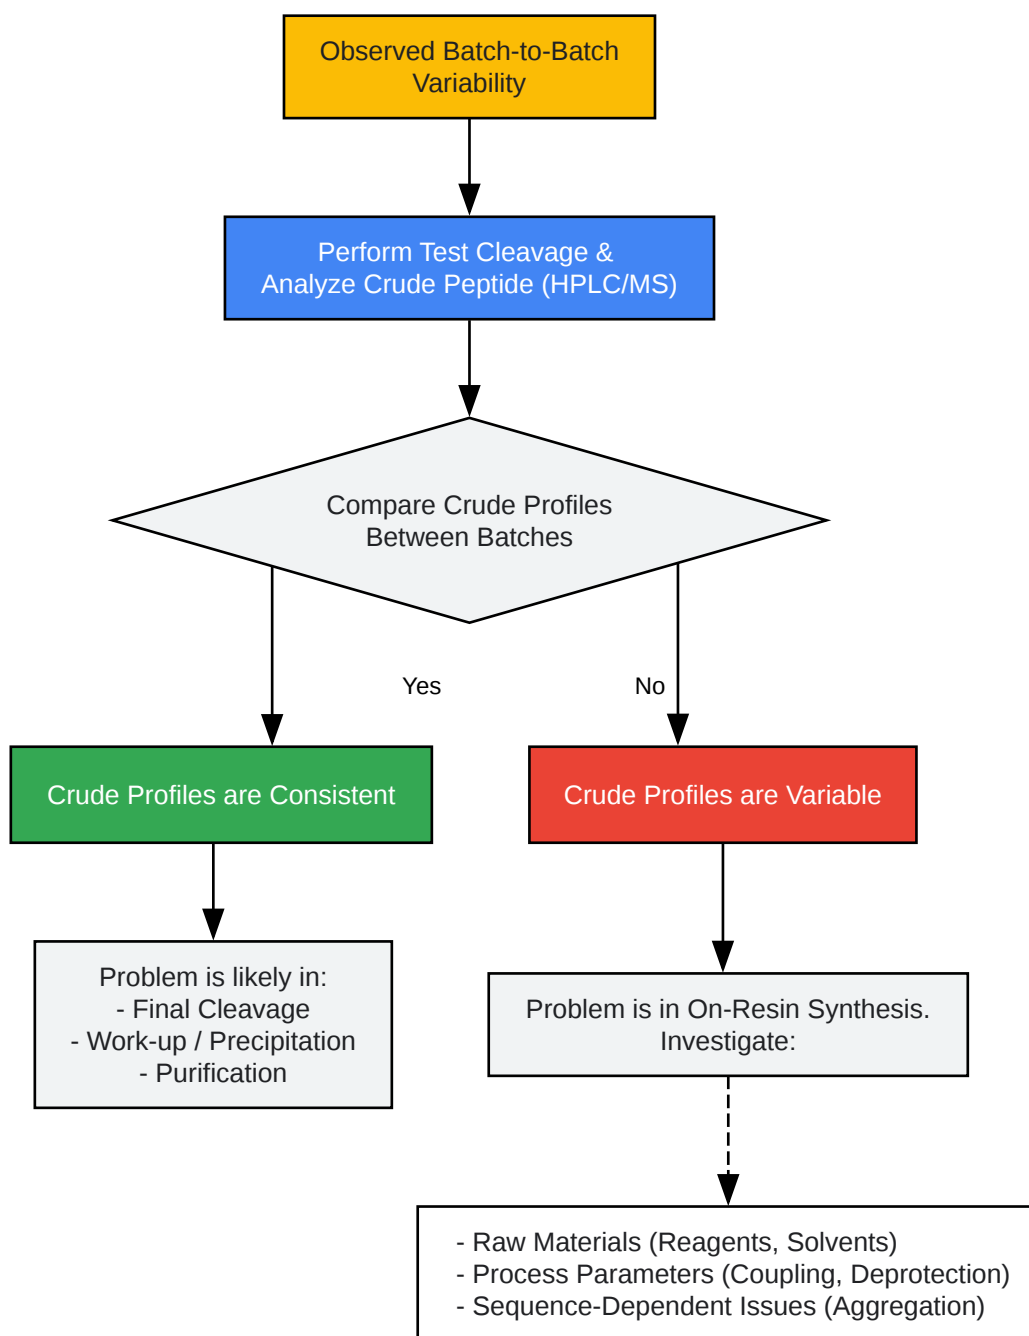 Observed Batch-to-Batch
Variability
Perform Test Cleavage &
Analyze Crude Peptide (HPLC/MS)
Compare Crude Profiles
Between Batches
Yes
No
Crude Profiles are Consistent
Crude Profiles are Variable
Problem is likely in:
- Final Cleavage
- Work-up / Precipitation
- Purification
Problem is in On-Resin Synthesis.
Investigate:
- Raw Materials (Reagents, Solvents)
- Process Parameters (Coupling, Deprotection)
- Sequence-Dependent Issues (Aggregation)